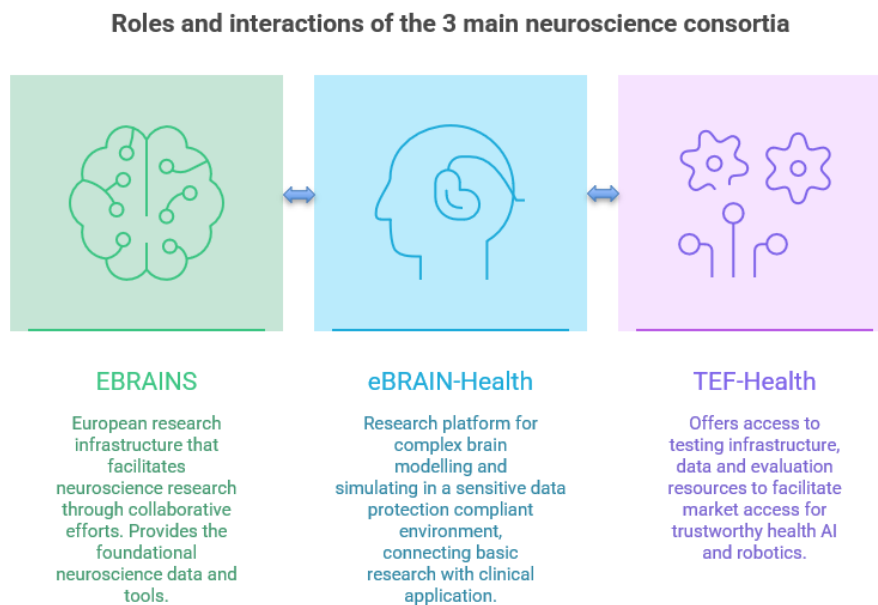 Roles and interactions of the 3 main neuroscience consortia
EBRAINS
European research
infrastructure that
facilitates
neuroscience research
through collaborative
efforts. Provides the
foundational
neuroscience data and
tools.
eBRAIN-Health
Research platform for
complex brain
modelling and
simulating in a sensitive data
protection compliant
environment,
connecting basic
research with clinical
application.
TEF-Health
Offers access to
testing infrastructure,
data and evaluation
resources to facilitate
market access for
trustworthy health AI
and robotics.